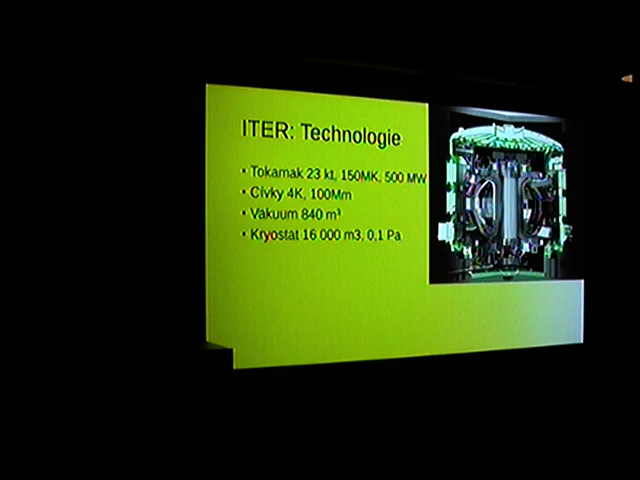 ITER: Technologie
• Tokamak 23 kt, 150MK, 500 MW
• Cívky 4K, 100Mm
• Vakuum 840 m³
• Kryostat 16 000 m3, 0,1 Pa